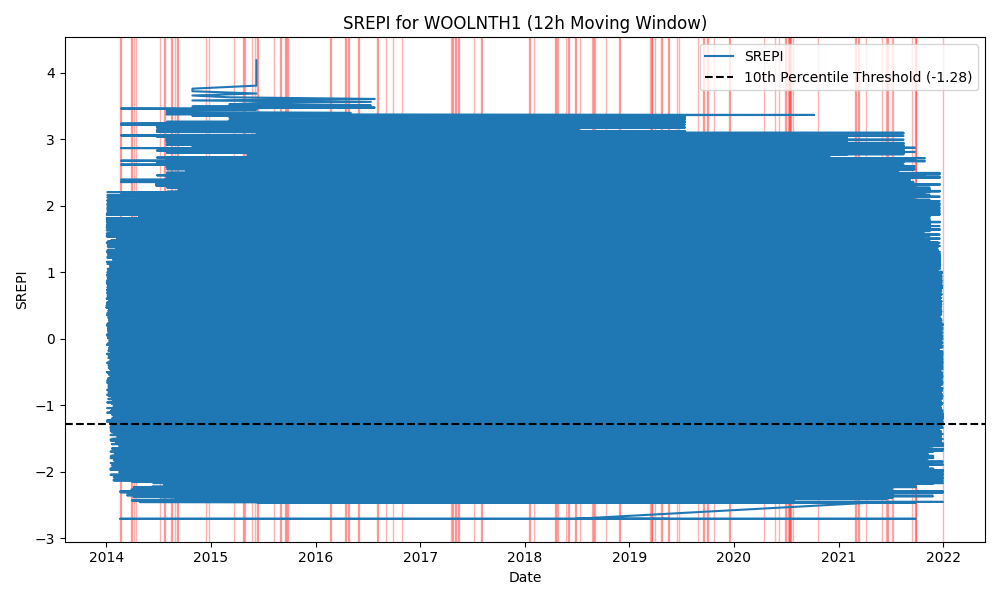 SREPI for WOOLNTH1 (12h Moving Window)
SREPI
10th Percentile Threshold (-1.28)
4
3
2
1
0
−1
−2
−3
SREPI
2014 2015 2016 2017 2018 2019 2020 2021 2022
Date